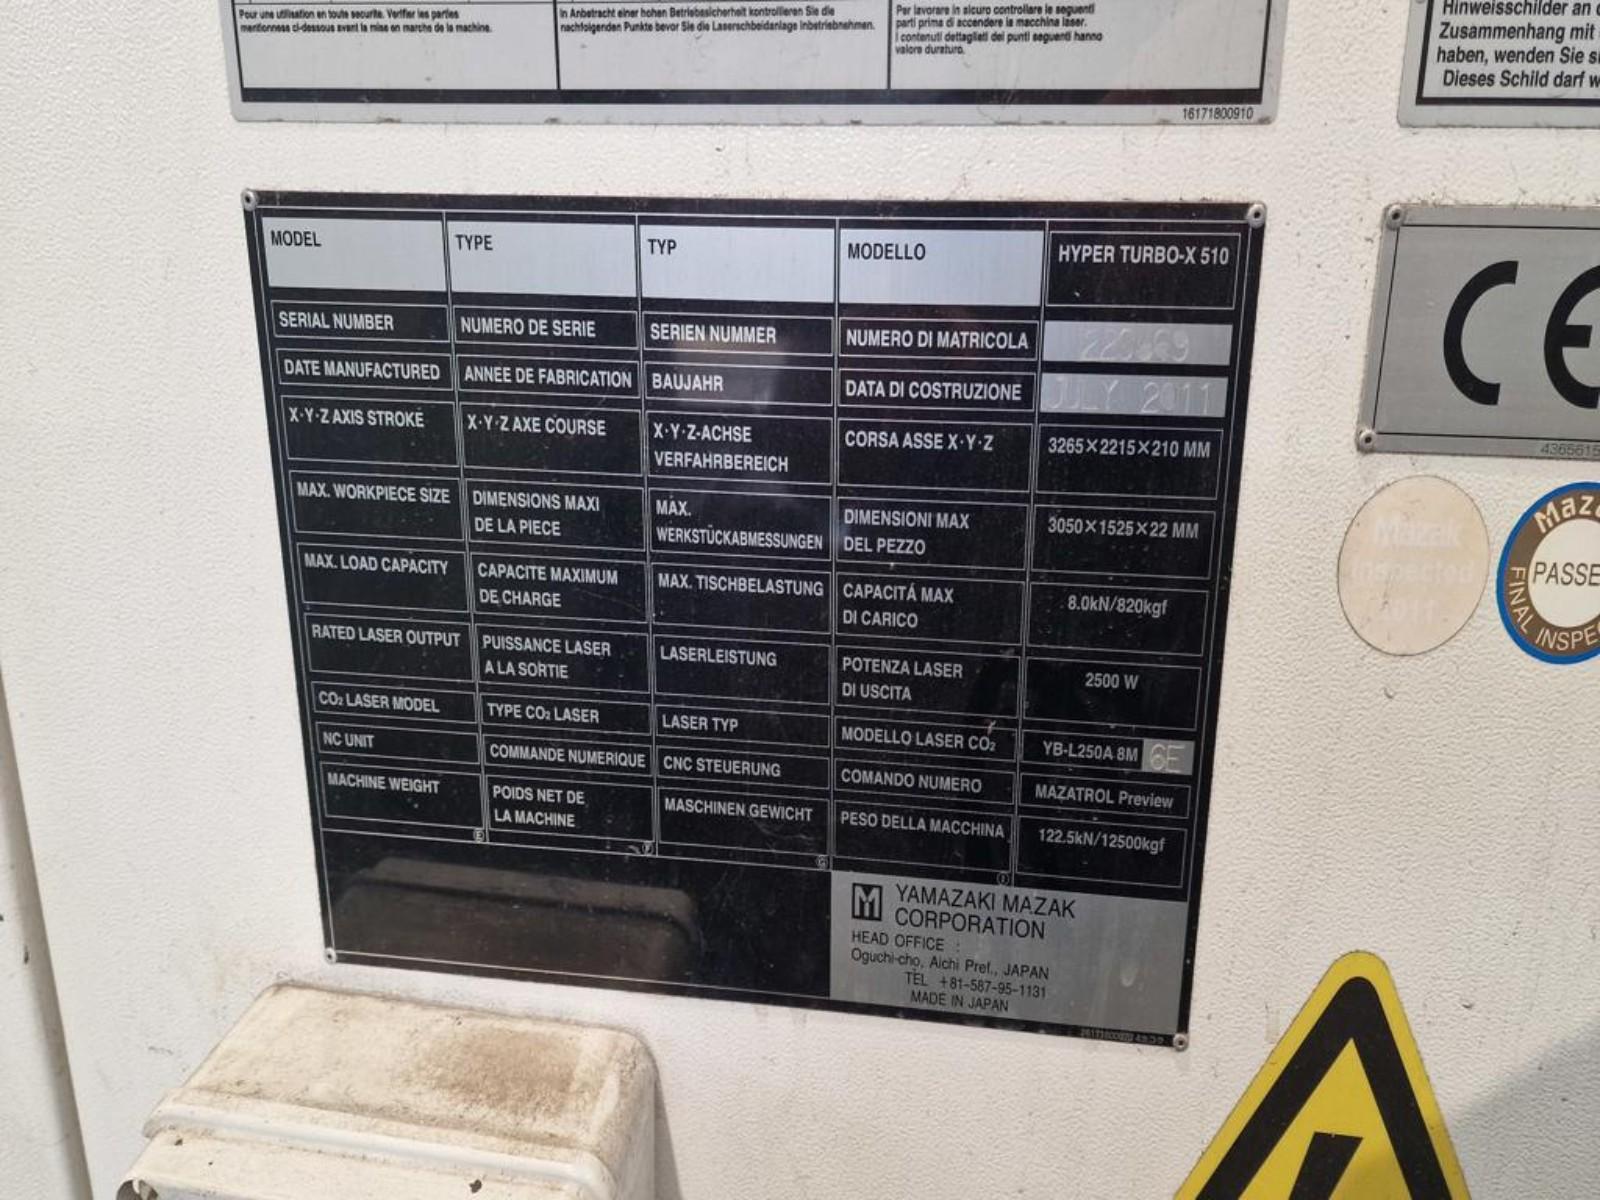 Pour une utilisation en toute securite. Verifier les parties
mentionness ci-dessous avant la mise en marche de la machine.
In Anbetracht einer hohen Betriebssicherheit kontrollieren Sie die
nachfolgenden Punkte bevor Sie die Laserscheidanlage Inbstriebnehmen.
Per lavorare in sicuro controllare le seguenti
parti prima di accendere la macchina laser.
I contenuti dettagliati dei punti seguenti hanno
valore duraturo.
16171800910
Hinweisschilder an
Zusammenhang mit
haben, wenden Sie
Dieses Schild darf
MODEL TYPE TYP MODELLO HYPER TURBO-X 510
SERIAL NUMBER NUMERO DE SERIE SERIEN NUMMER NUMERO DI MATRICOLA
DATE MANUFACTURED ANNEE DE FABRICATION BAUJAHR DATA DI COSTRUZIONE JULY 2011
X·Y·Z AXIS STROKE X·Y·Z AXE COURSE X·Y·Z-ACHSE VERFAHRBEREICH CORSA ASSE X·Y·Z 3265×2215×210 MM
MAX. WORKPIECE SIZE DIMENSIONS MAXI DE LA PIECE MAX. WERKSTÜCKABMESSUNGEN DIMENSIONI MAX DEL PEZZO 3050×1525×22 MM
MAX. LOAD CAPACITY CAPACITE MAXIMUM DE CHARGE MAX. TISCHBELASTUNG CAPACITÁ MAX DI CARICO 8.0kN/820kgf
RATED LASER OUTPUT PUISSANCE LASER A LA SORTIE LASERLEISTUNG POTENZA LASER DI USCITA 2500 W
CO₂ LASER MODEL TYPE CO₂ LASER LASER TYP MODELLO LASER CO₂ YB-L250A 8M 6E
NC UNIT COMMANDE NUMERIQUE CNC STEUERUNG COMANDO NUMERO MAZATROL Preview
MACHINE WEIGHT POIDS NET DE LA MACHINE MASCHINEN GEWICHT PESO DELLA MACCHINA 122.5kN/12500kgf
E F G I
YAMAZAKI MAZAK
CORPORATION
HEAD OFFICE :
Oguchi-cho, Aichi Pref., JAPAN
TEL +81-587-95-1131
MADE IN JAPAN
CE
4365615
Mazak
Inspected
PASSE
FINAL INSPE